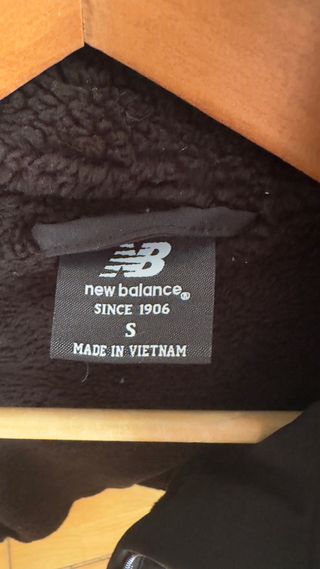 NB
new balance®
SINCE 1906
S
MADE IN VIETNAM